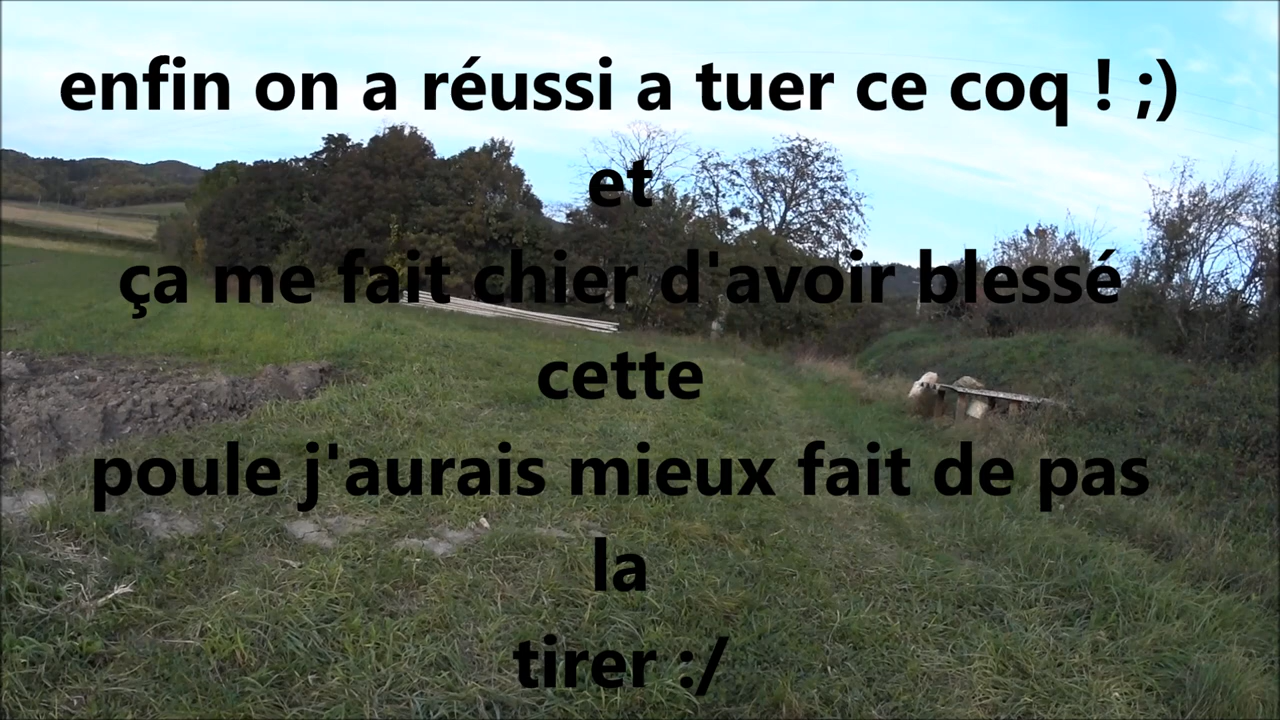 enfin on a réussi a tuer ce coq ! ;)
et
ça me fait chier d'avoir blessé
cette
poule j'aurais mieux fait de pas
la
tirer :/